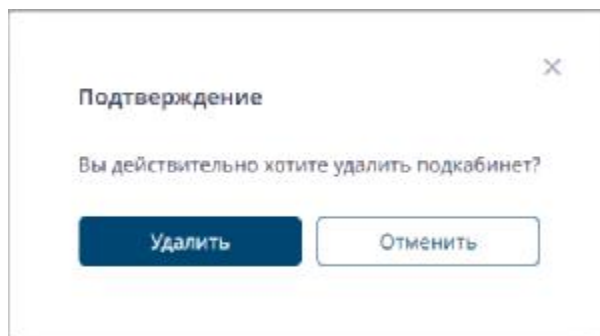 Подтверждение
Вы действительно хотите удалить подкабинет?
Удалить
Отменить